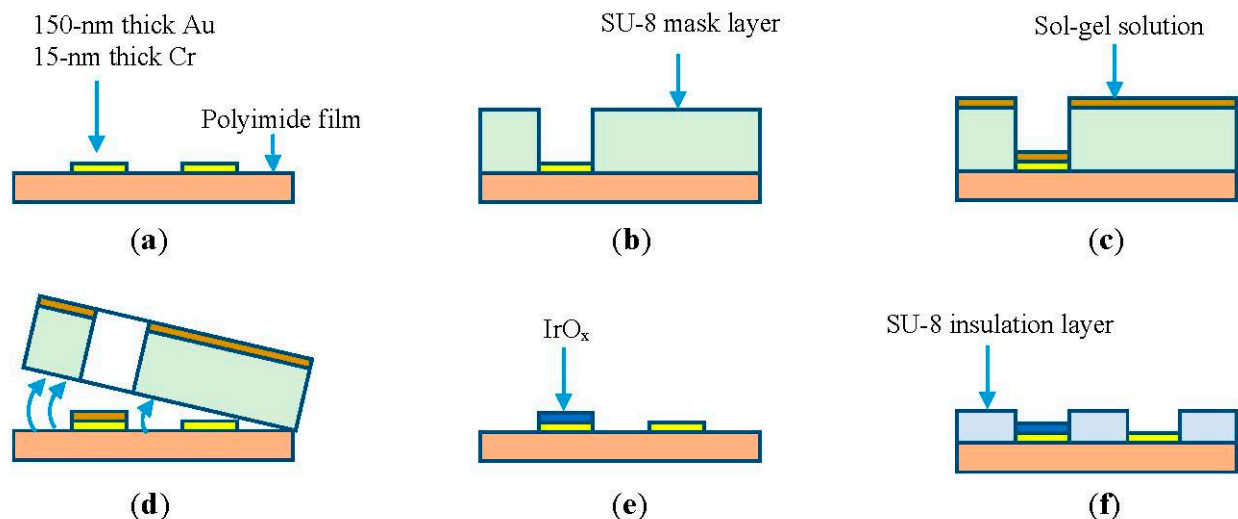 150-nm thick Au
15-nm thick Cr
Polyimide film
(a)
SU-8 mask layer
(b)
Sol-gel solution
(c)
(d)
IrOₓ
(e)
SU-8 insulation layer
(f)